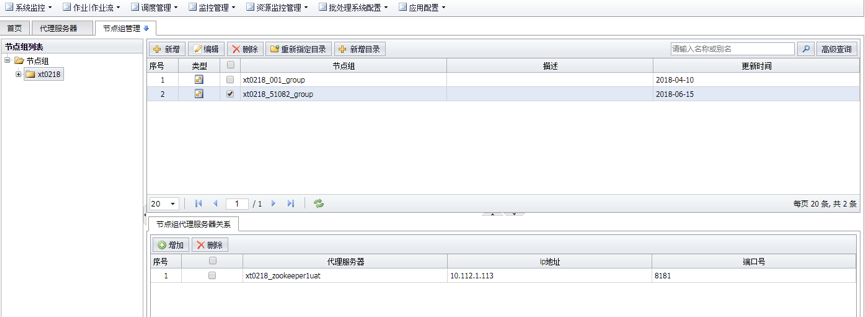 系统监控 作业|作业流 调度管理 监控管理 资源监控管理 批处理系统配置 应用配置
首页 代理服务器 节点组管理
节点组列表
节点组
xt0218
新增 编辑 删除 重新指定目录 新增目录 请输入名称或别名 高级查询
序号 类型 节点组 描述 更新时间
1 xt0218_001_group 2018-04-10
2 xt0218_51082_group 2018-06-15
20 1 / 1 每页 20 条, 共 2 条
节点组代理服务器关系
增加 删除
序号 代理服务器 ip地址 端口号
1 xt0218_zookeeper1uat 10.112.1.113 8181